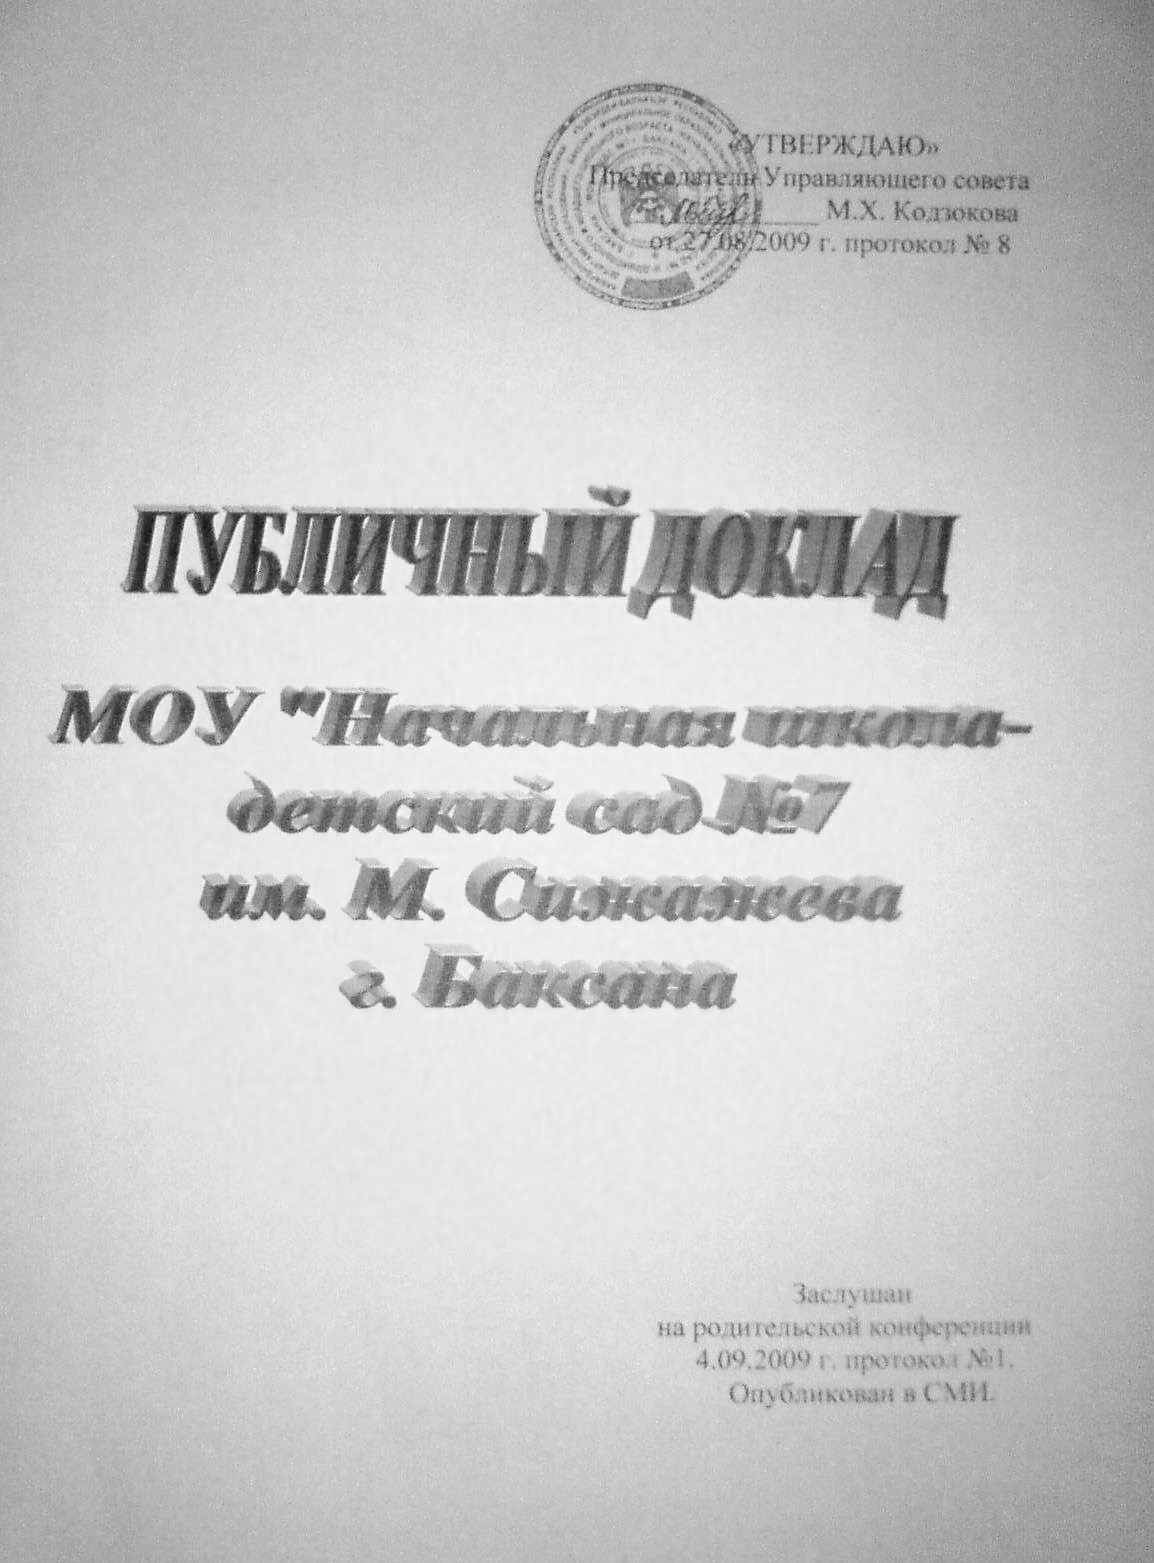 «УТВЕРЖДАЮ»
Председатель Управляющего совета
М.Х. Кодзокова
от 27.08.2009 г. протокол № 8
ПУБЛИЧНЫЙ ДОКЛАД
МОУ "Начальная школа-
детский сад №7
им. М. Сижажева
г. Баксана
Заслушан
на родительской конференции
4.09.2009 г. протокол №1.
Опубликован в СМИ.